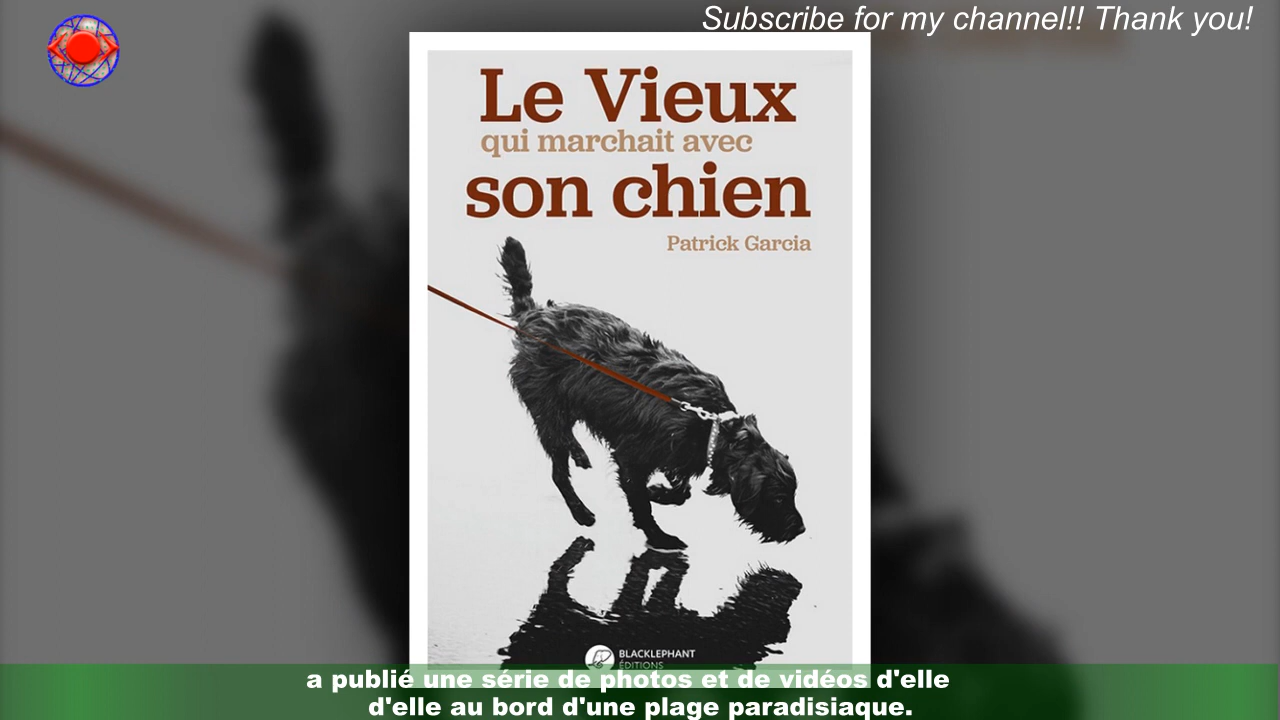 Subscribe for my channel!! Thank you!
Le Vieux
qui marchait avec
son chien
Patrick Garcia
BLACKLEPHANT
ÉDITIONS
a publié une série de photos et de vidéos d'elle
d'elle au bord d'une plage paradisiaque.